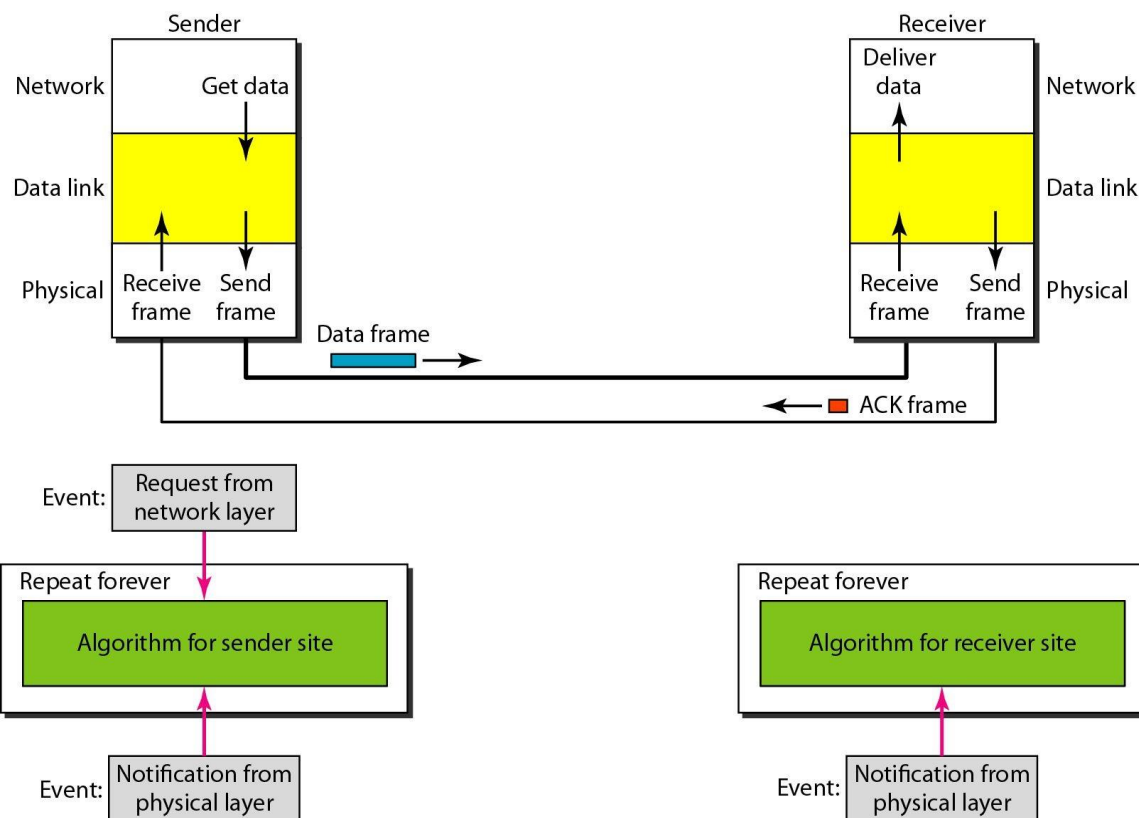 Sender
Receiver
Network
Get data
Deliver
data
Network
Data link
Data link
Physical
Receive
frame
Send
frame
Receive
frame
Send
frame
Physical
Data frame
ACK frame
Event:
Request from
network layer
Repeat forever
Algorithm for sender site
Repeat forever
Algorithm for receiver site
Event:
Notification from
physical layer
Event:
Notification from
physical layer